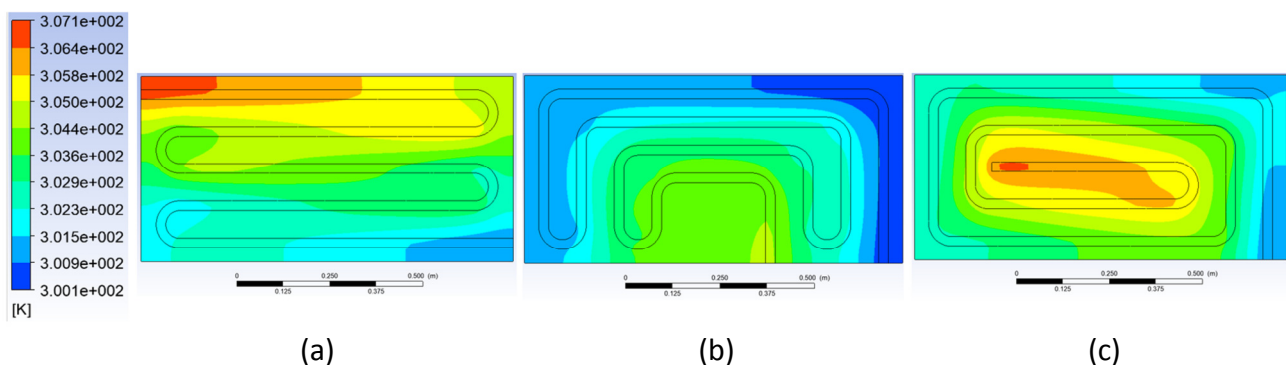 3.071e+002
3.064e+002
3.058e+002
3.050e+002
3.044e+002
3.036e+002
3.029e+002
3.023e+002
3.015e+002
3.009e+002
3.001e+002
[K]
0 0.250 0.500 (m)
0.125 0.375
0 0.250 0.500 (m)
0.125 0.375
0 0.250 0.500 (m)
0.125 0.375
(a) (b) (c)